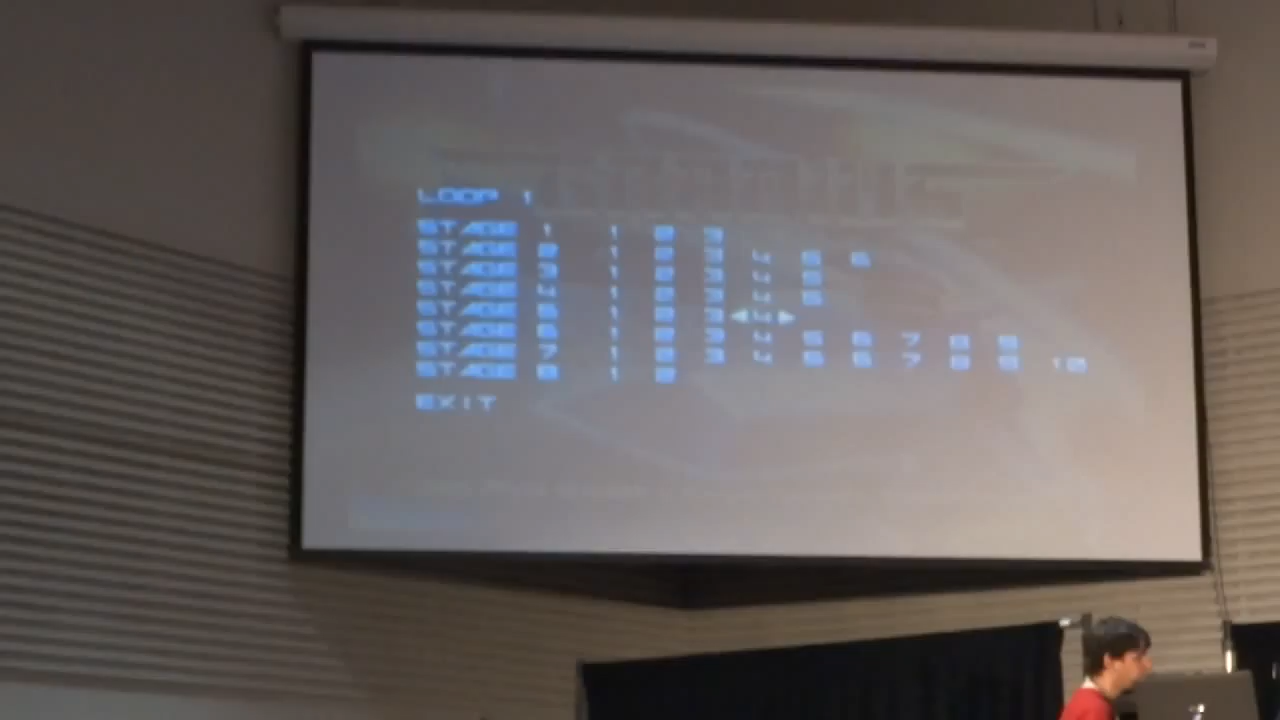 LOOP 1
STAGE 1 1 2 3
STAGE 2 1 2 3 4 5 6
STAGE 3 1 2 3 4 5
STAGE 4 1 2 3 4 5
STAGE 5 1 2 3 4
STAGE 6 1 2 3 4 5 6 7 8 9
STAGE 7 1 2 3 4 5 6 7 8 9 10
STAGE 8 1 2
EXIT